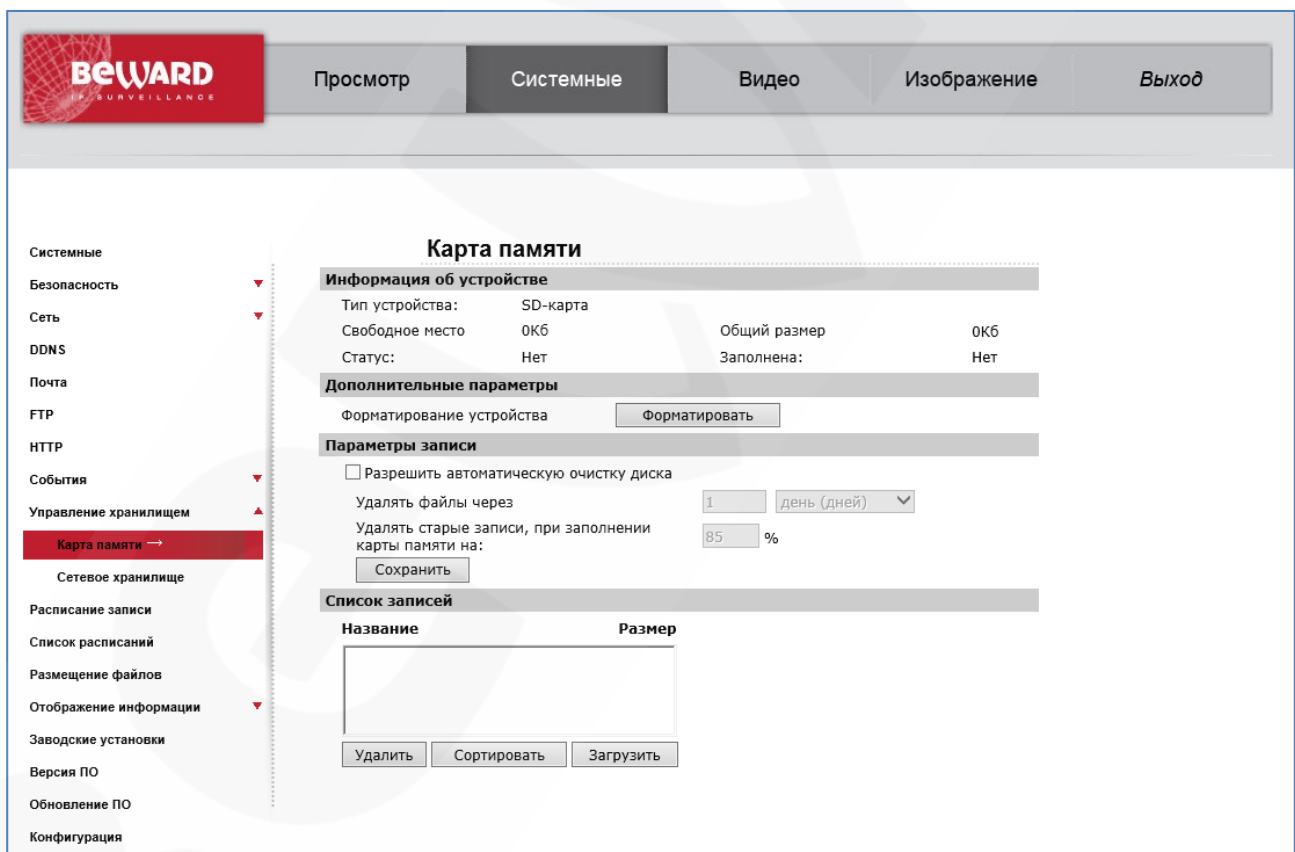 BEWARD
IP SURVEILLANCE
Просмотр
Системные
Видео
Изображение
Выход
Системные
Безопасность
Сеть
DDNS
Почта
FTP
HTTP
События
Управление хранилищем
Карта памяти →
Сетевое хранилище
Расписание записи
Список расписаний
Размещение файлов
Отображение информации
Заводские установки
Версия ПО
Обновление ПО
Конфигурация
Карта памяти
Информация об устройстве
Тип устройства: SD-карта
Свободное место 0Кб Общий размер 0Кб
Статус: Нет Заполнена: Нет
Дополнительные параметры
Форматирование устройства Форматировать
Параметры записи
Разрешить автоматическую очистку диска
Удалять файлы через 1 день (дней)
Удалять старые записи, при заполнении
карты памяти на: 85 %
Сохранить
Список записей
Название Размер
Удалить Сортировать Загрузить